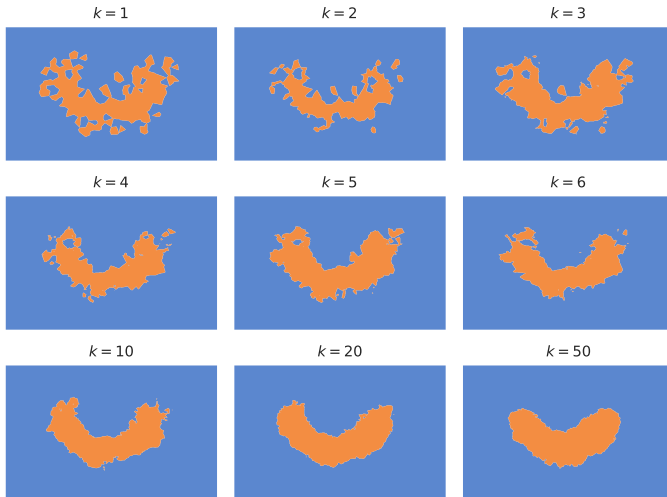 k = 1
k = 2
k = 3
k = 4
k = 5
k = 6
k = 10
k = 20
k = 50